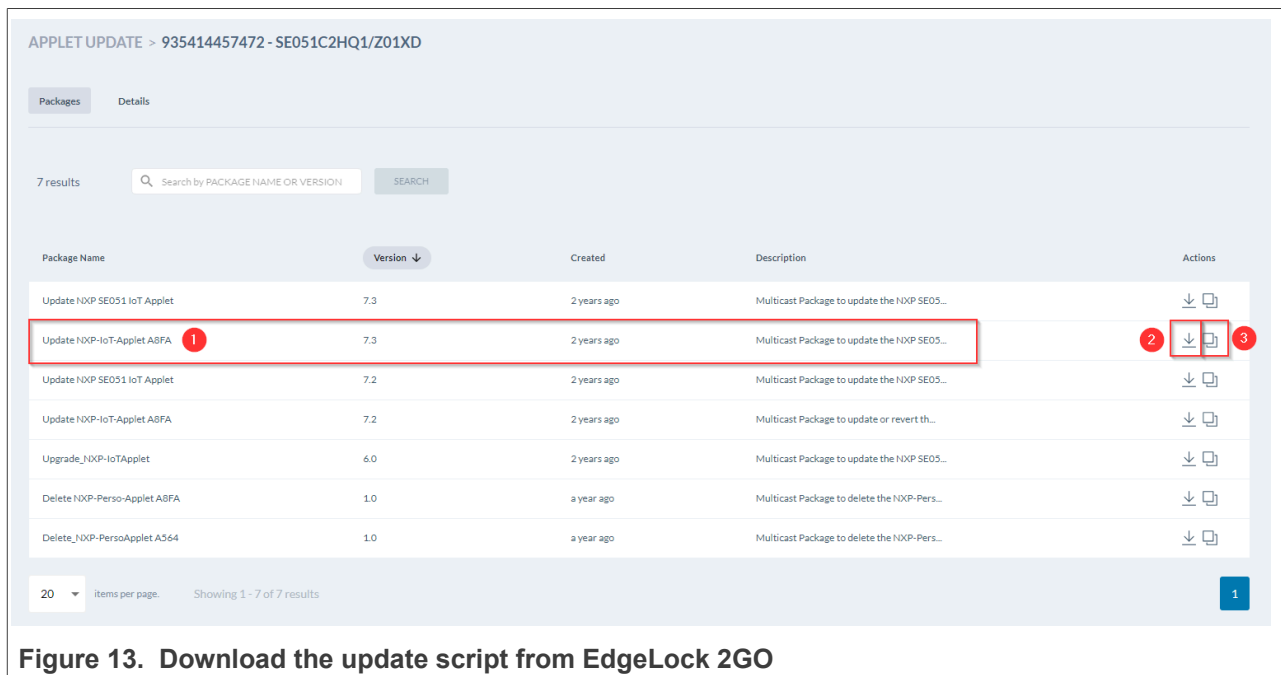 APPLET UPDATE > 935414457472 - SE051C2HQ1/Z01XD
Packages Details
7 results Search by PACKAGE NAME OR VERSION SEARCH
Package Name Version ↓ Created Description Actions
Update NXP SE051 IoT Applet 7.3 2 years ago Multicast Package to update the NXP SE05...
Update NXP-IoT-Applet A8FA 1 7.3 2 years ago Multicast Package to update the NXP SE05... 2 3
Update NXP SE051 IoT Applet 7.2 2 years ago Multicast Package to update the NXP SE05...
Update NXP-IoT-Applet A8FA 7.2 2 years ago Multicast Package to update or revert th...
Upgrade_NXP-IoTApplet 6.0 2 years ago Multicast Package to update the NXP SE05...
Delete NXP-Perso-Applet A8FA 1.0 a year ago Multicast Package to delete the NXP-Pers...
Delete_NXP-PersoApplet A564 1.0 a year ago Multicast Package to delete the NXP-Pers...
20 items per page. Showing 1 - 7 of 7 results 1
Figure 13. Download the update script from EdgeLock 2GO